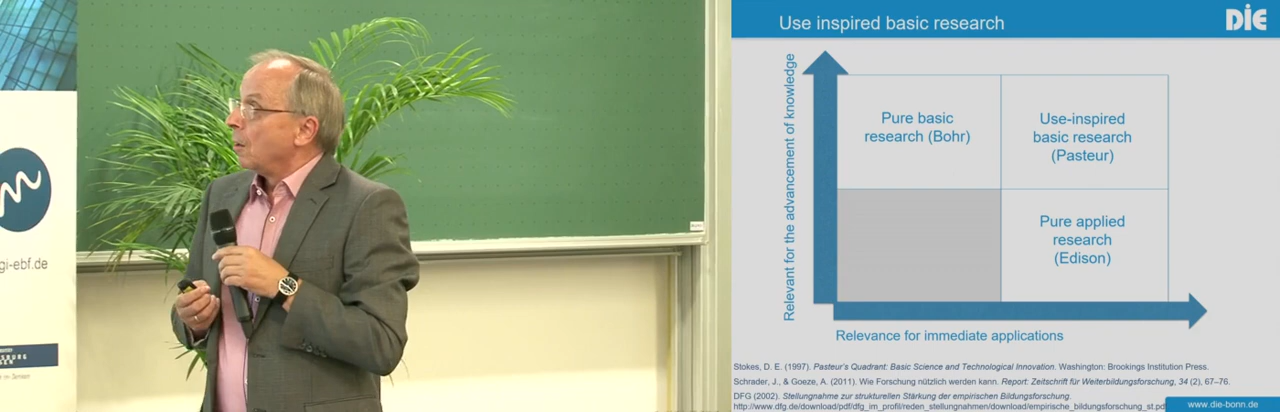 gi-ebf.de
Use inspired basic research
DIE
Relevant for the advancement of knowledge
Pure basic
research (Bohr)
Use-inspired
basic research
(Pasteur)
Pure applied
research
(Edison)
Relevance for immediate applications
Stokes, D. E. (1997). Pasteur's Quadrant: Basic Science and Technological Innovation. Washington: Brookings Institution Press.
Schrader, J., & Goeze, A. (2011). Wie Forschung nützlich werden kann. Report: Zeitschrift für Weiterbildungsforschung, 34 (2), 67–76.
DFG (2002). Stellungnahme zur strukturellen Stärkung der empirischen Bildungsforschung.
http://www.dfg.de/download/pdf/dfg_im_profil/reden_stellungnahmen/download/empirische_bildungsforschung_st.pd
www.die-bonn.de